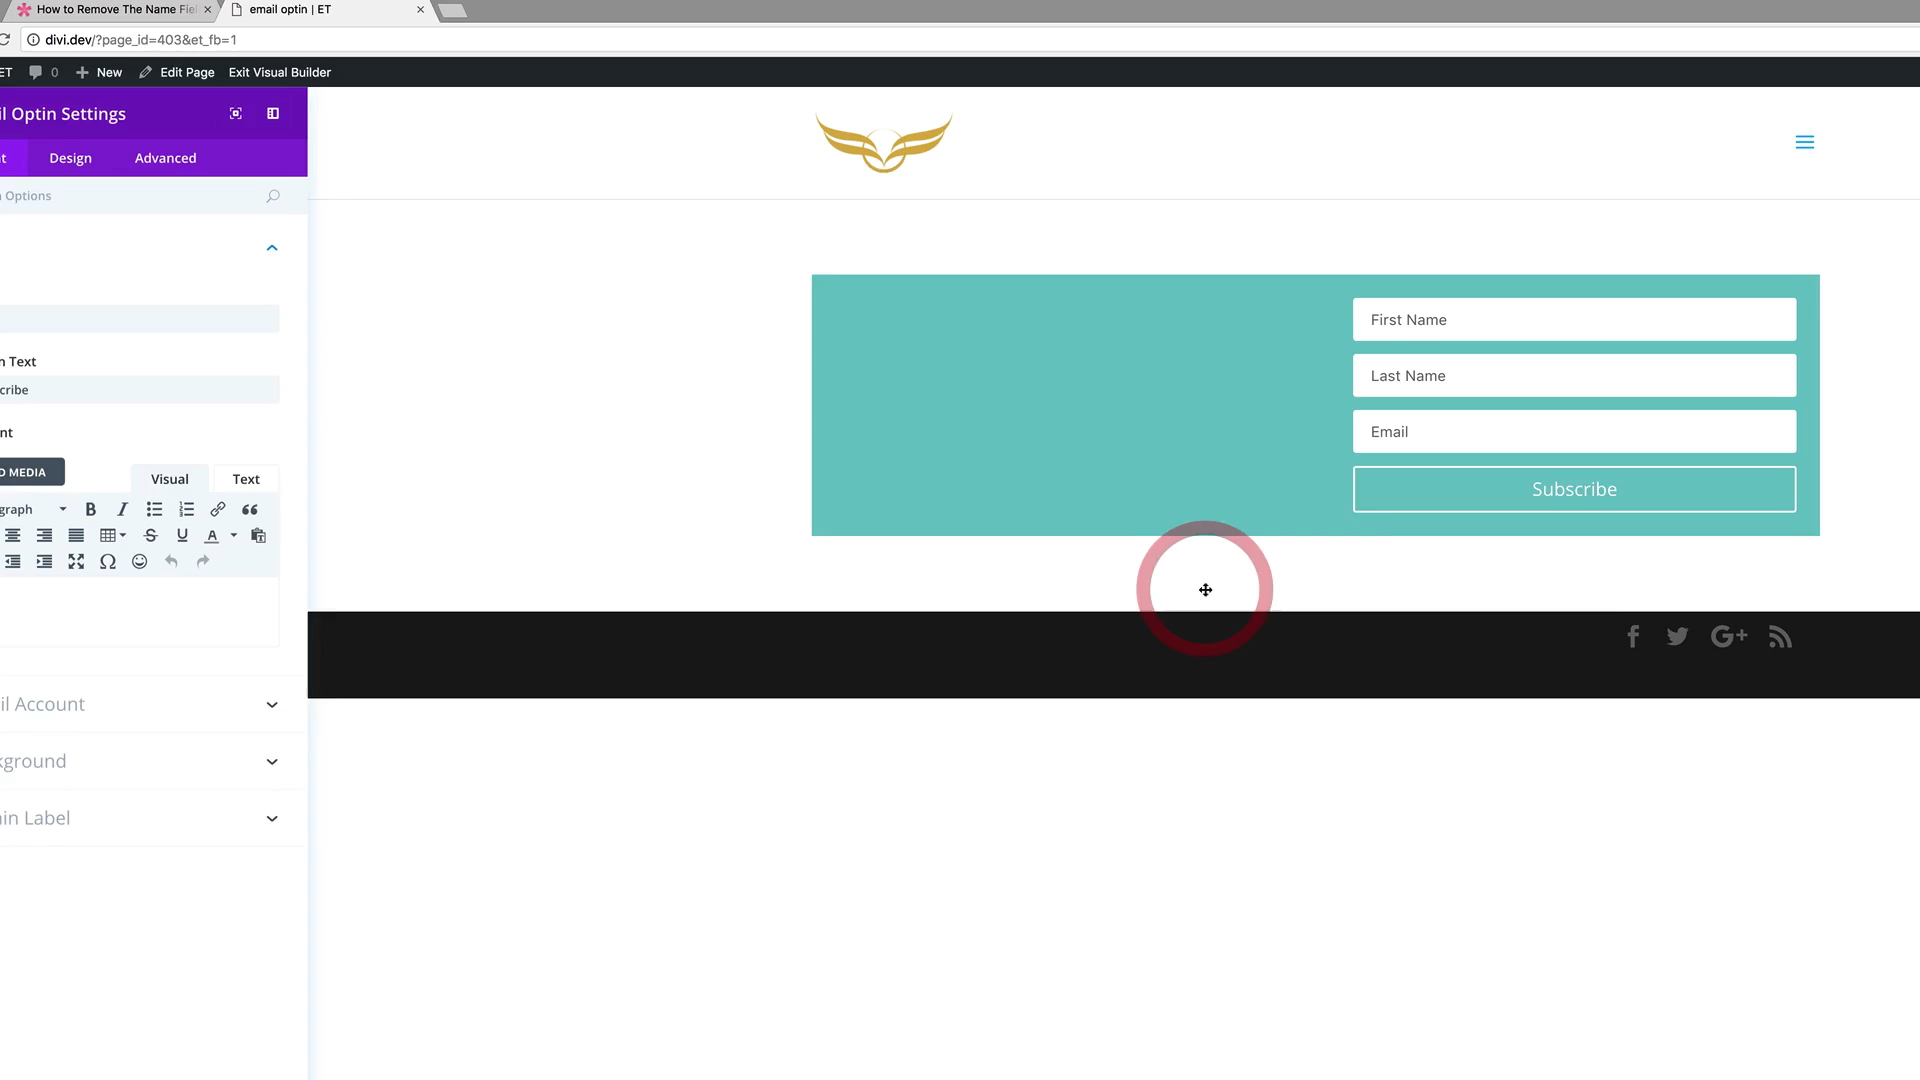 How to Remove The Name Fie
email optin | ET
divi.dev/?page_id=403&et_fb=1
ET 0 New Edit Page Exit Visual Builder
il Optin Settings
t Design Advanced
n Options
n Text
cribe
nt
D MEDIA
Visual Text
graph
il Account
kground
in Label
First Name
Last Name
Email
Subscribe